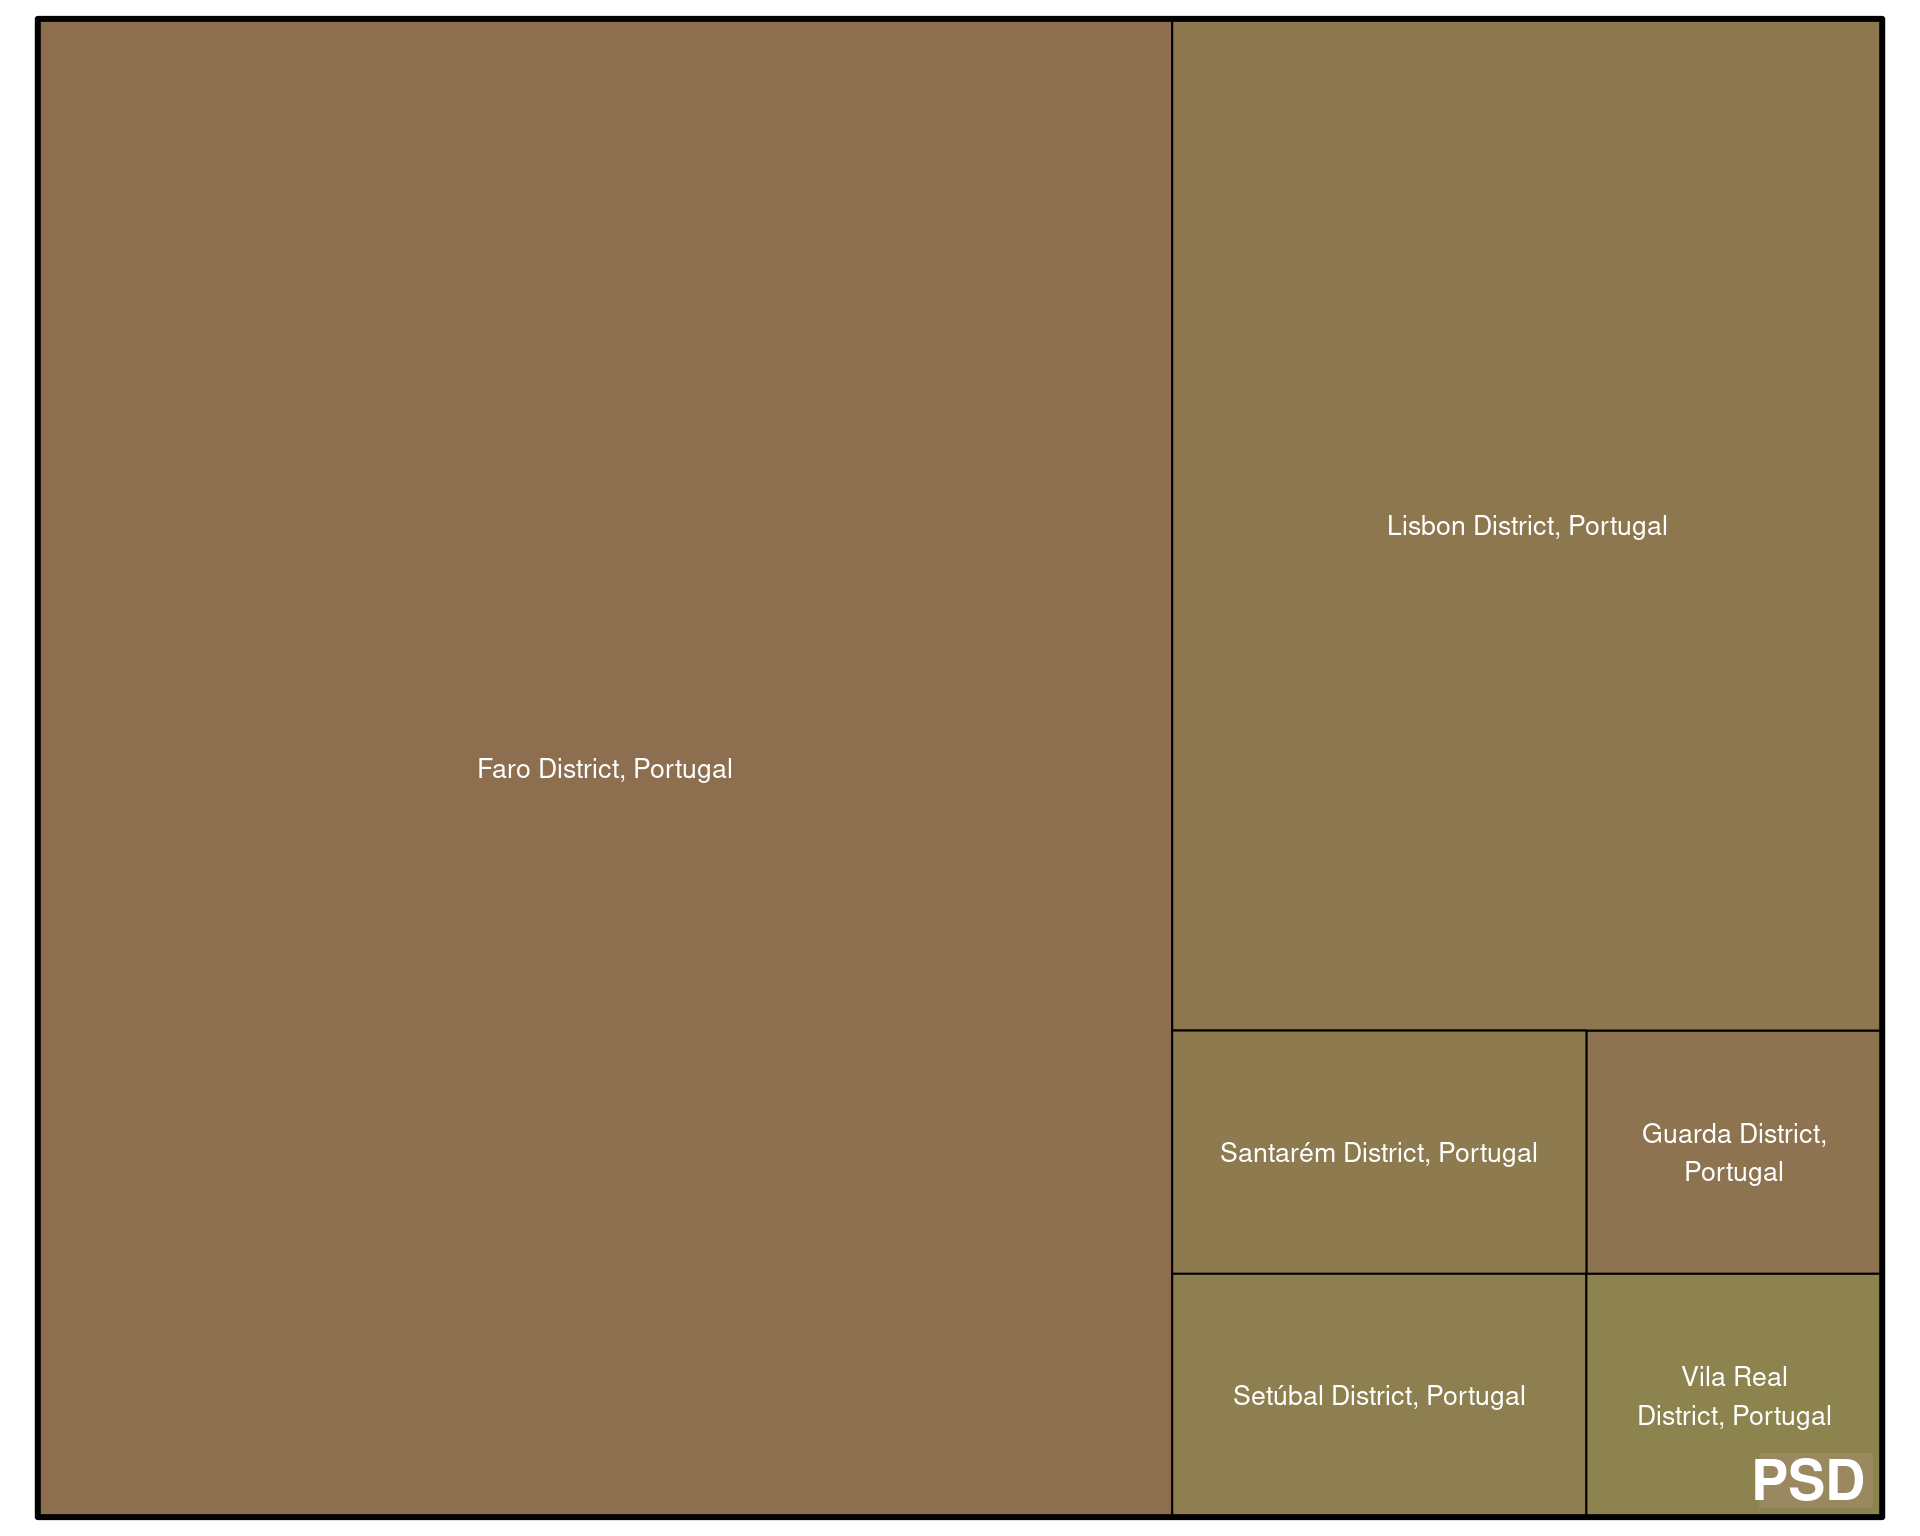 Faro District, Portugal
Lisbon District, Portugal
Santarém District, Portugal
Guarda District,
Portugal
Setúbal District, Portugal
Vila Real
District, Portugal
PSD